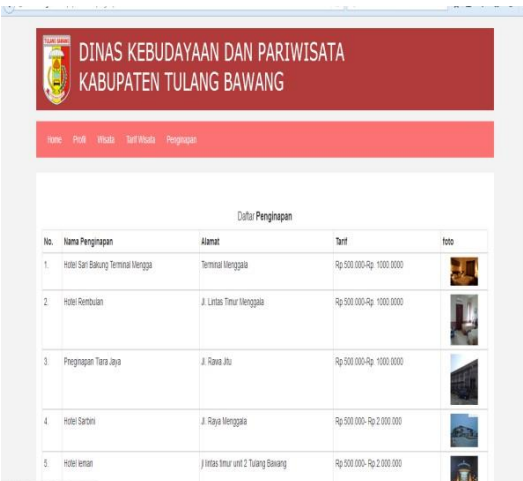 DINAS KEBUDAYAAN DAN PARIWISATA
KABUPATEN TULANG BAWANG
Home Profil Wisata Tarif Wisata Penginapan
Daftar Penginapan
No. Nama Penginapan Alamat Tarif foto
1. Hotel Sari Bakung Terminal Mengga Terminal Menggala Rp.500.000-Rp. 1000.0000
2. Hotel Rembulan Jl. Lintas Timur Menggala Rp.500.000-Rp. 1000.0000
3. Pneginapan Tiara Jaya Jl. Rawa Jitu Rp.500.000-Rp. 1000.0000
4. Hotel Sarbini Jl. Raya Menggala Rp.500.000- Rp.2.000.000
5. Hotel leman jl lintas timur unit 2 Tulang Bawang Rp.500.000- Rp.2.000.000